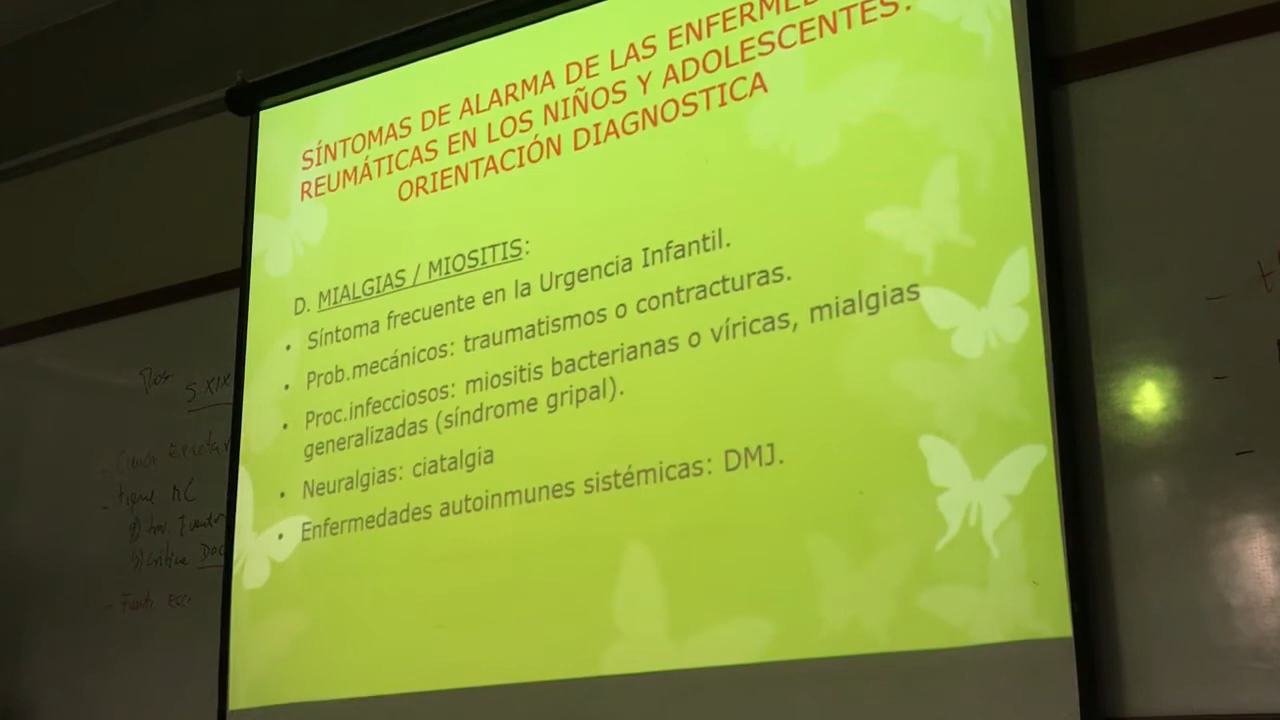 SÍNTOMAS DE ALARMA DE LAS
REUMÁTICAS EN LOS NIÑOS Y ADOLESCENTES:
ORIENTACIÓN DIAGNOSTICA
D. MIALGIAS / MIOSITIS:
• Síntoma frecuente en la Urgencia Infantil.
• Prob.mecánicos: traumatismos o contracturas.
• Proc.infecciosos: miositis bacterianas o víricas, mialgias
generalizadas (síndrome gripal).
• Neuralgias: ciatalgia
• Enfermedades autoinmunes sistémicas: DMJ.
S XIX